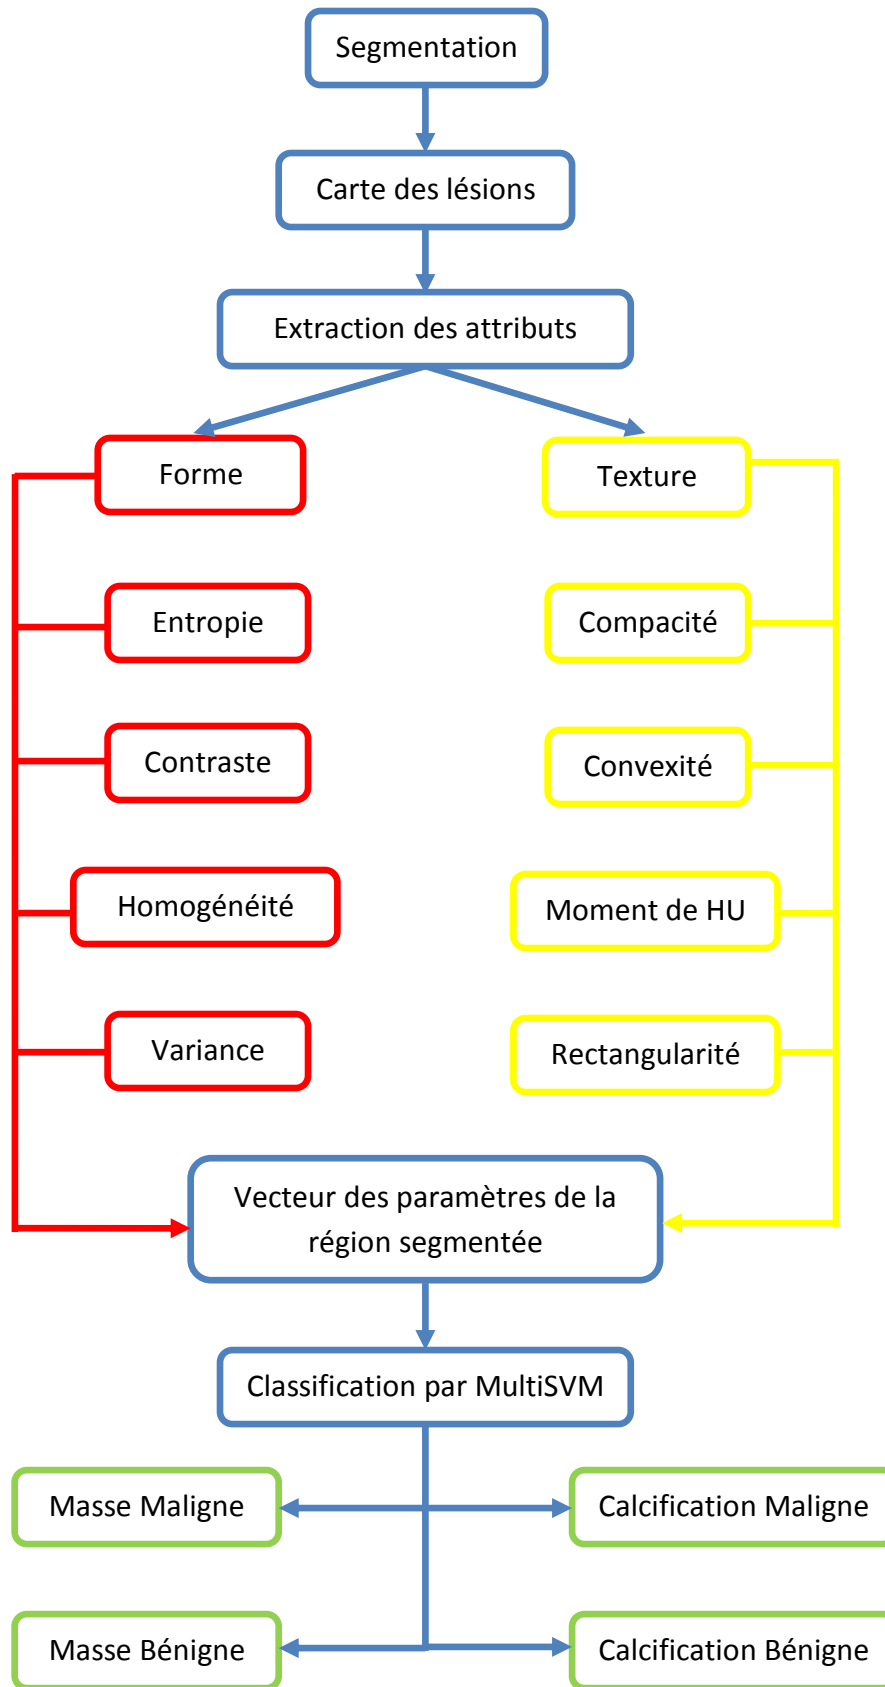 Segmentation
Carte des lésions
Extraction des attributs
Forme
Texture
Entropie
Compacité
Contraste
Convexité
Homogénéité
Moment de HU
Variance
Rectangularité
Vecteur des paramètres de la
région segmentée
Classification par MultiSVM
Masse Maligne
Calcification Maligne
Masse Bénigne
Calcification Bénigne